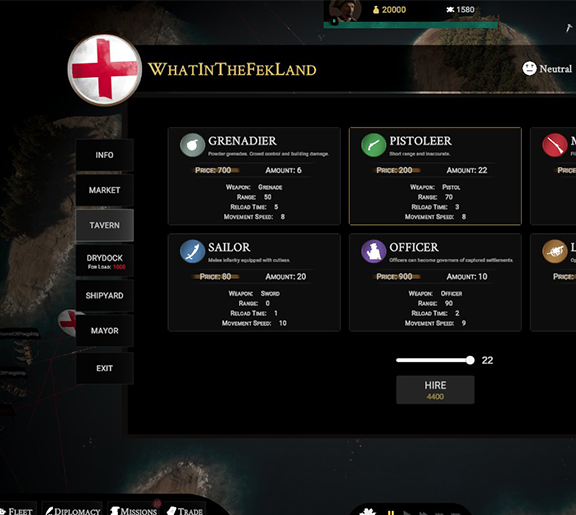 20000 1580
WhatInTheFekLand
Neutral
INFO
MARKET
TAVERN
DRYDOCK
For Load: 1000
SHIPYARD
MAYOR
EXIT
GRENADIER
Powder grenades. Crowd control and building damage.
Price: 700 Amount: 6
Weapon: Grenade
Range: 50
Reload Time: 5
Movement Speed: 8
PISTOLEER
Short range and inaccurate.
Price: 200 Amount: 22
Weapon: Pistol
Range: 70
Reload Time: 3
Movement Speed: 8
M
Price:
SAILOR
Melee infantry equipped with cutlass.
Price: 80 Amount: 20
Weapon: Sword
Range: 0
Reload Time: 1
Movement Speed: 10
OFFICER
Officers can become governors of captured settlements.
Price: 900 Amount: 10
Weapon: Officer
Range: 90
Reload Time: 2
Movement Speed: 9
L
Price:
22
HIRE
4400
Fleet Diplomacy Missions Trade